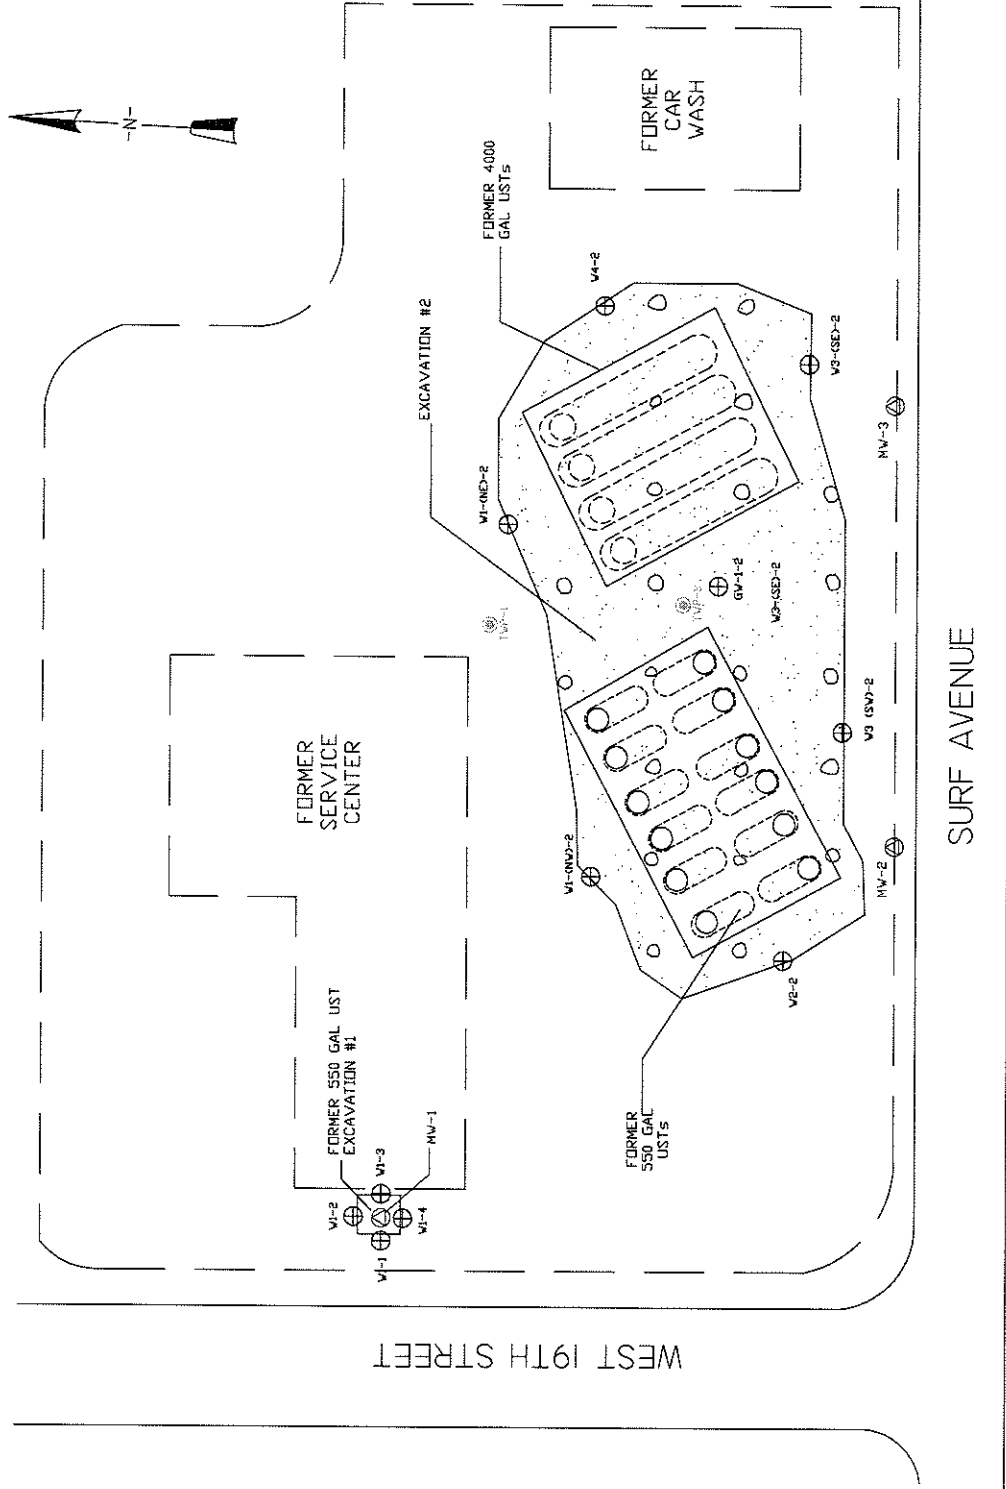 -N-
FORMER
CAR
WASH
FORMER 4000
GAL USTs
EXCAVATION #2
W4-2
W1-(NE)-2
W3-(SE)-2
MW-3
TWP-1
GW-1-2
W3-(SE)-2
FORMER
SERVICE
CENTER
W1-(NW)-2
W3 (SW)-2
MW-2
W2-2
FORMER 550 GAL UST
EXCAVATION #1
MW-1
FORMER
550 GAL
USTs
W1-2
W1-3
W1-1
W1-4
WEST 19TH STREET
SURF AVENUE